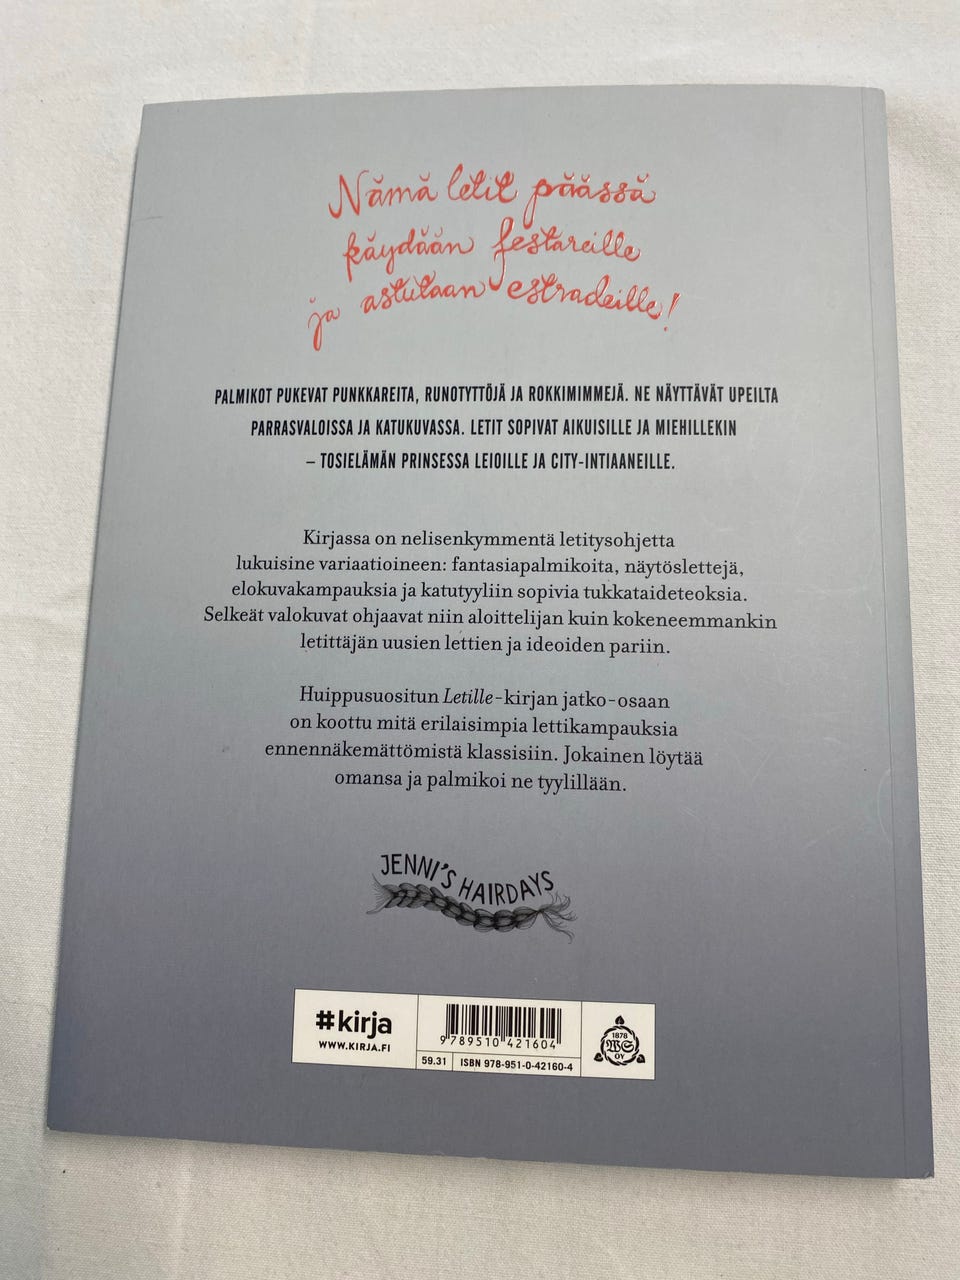 Nämä letit päässä
käydään festareille
ja astutaan estradeille!
PALMIKOT PUKEVAT PUNKKAREITA, RUNOTYTTÖJÄ JA ROKKIMIMMEJÄ. NE NÄYTTÄVÄT UPEILTA
PARRASVALOISSA JA KATUKUVASSA. LETIT SOPIVAT AIKUISILLE JA MIEHILLEKIN
– TOSIELÄMÄN PRINSESSA LEIOILLE JA CITY-INTIAANEILLE.
Kirjassa on nelisenkymmentä letitysohjetta
lukuisine variaatioineen: fantasiapalmikoita, näytöslettejä,
elokuvakampauksia ja katutyyliin sopivia tukkataideteoksia.
Selkeät valokuvat ohjaavat niin aloittelijan kuin kokeneemmankin
letittäjän uusien lettien ja ideoiden pariin.
Huippusuositun Letille-kirjan jatko-osaan
on koottu mitä erilaisimpia lettikampauksia
ennennäkemättömistä klassisiin. Jokainen löytää
omansa ja palmikoi ne tyylillään.
JENNI'S HAIRDAYS
#kirja
WWW.KIRJA.FI
9 789510 421604
59.31 ISBN 978-951-0-42160-4
1878
WS
OY